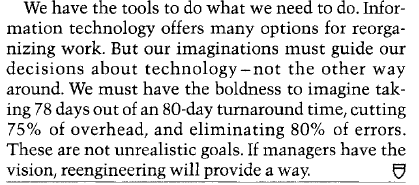 We have the tools to do what we need to do. Infor-
mation technology offers many options for reorga-
nizing work. But our imaginations must guide our
decisions about technology–not the other way
around. We must have the boldness to imagine tak-
ing 78 days out of an 80-day turnaround time, cutting
75% of overhead, and eliminating 80% of errors.
These are not unrealistic goals. If managers have the
vision, reengineering will provide a way.